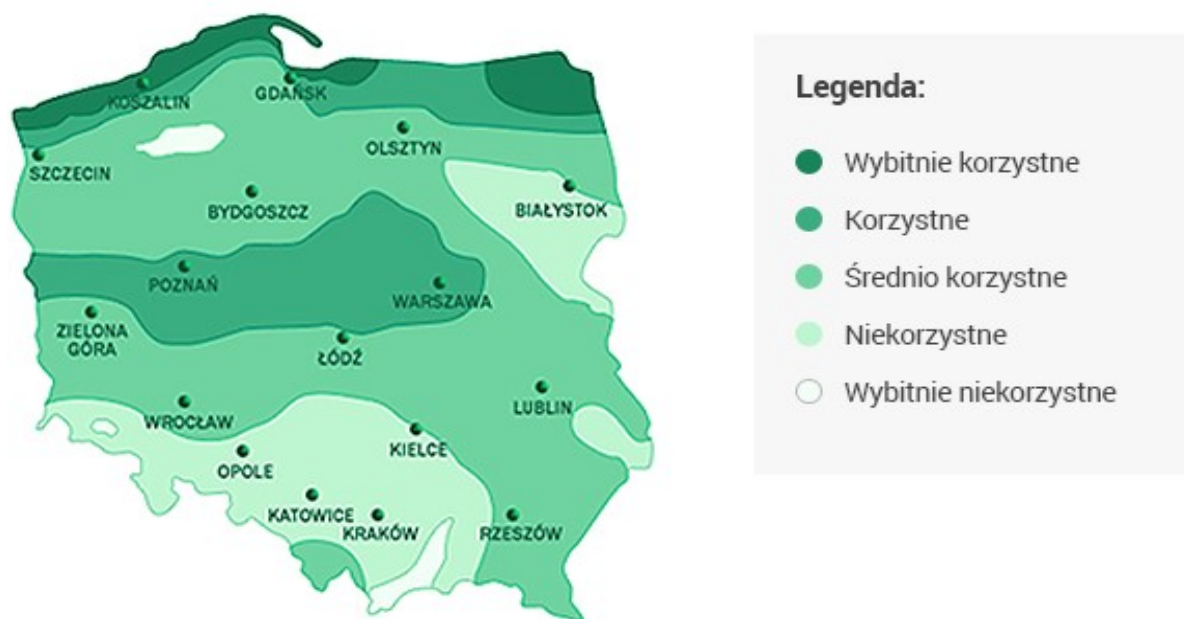 KOSZALIN
GDAŃSK
OLSZTYN
SZCZECIN
BYDGOSZCZ
BIAŁYSTOK
POZNAŃ
WARSZAWA
ZIELONA
GÓRA
ŁÓDŹ
WROCŁAW
LUBLIN
KIELCE
OPOLE
KATOWICE
KRAKÓW
RZESZÓW
Legenda:
Wybitnie korzystne
Korzystne
Średnio korzystne
Niekorzystne
Wybitnie niekorzystne